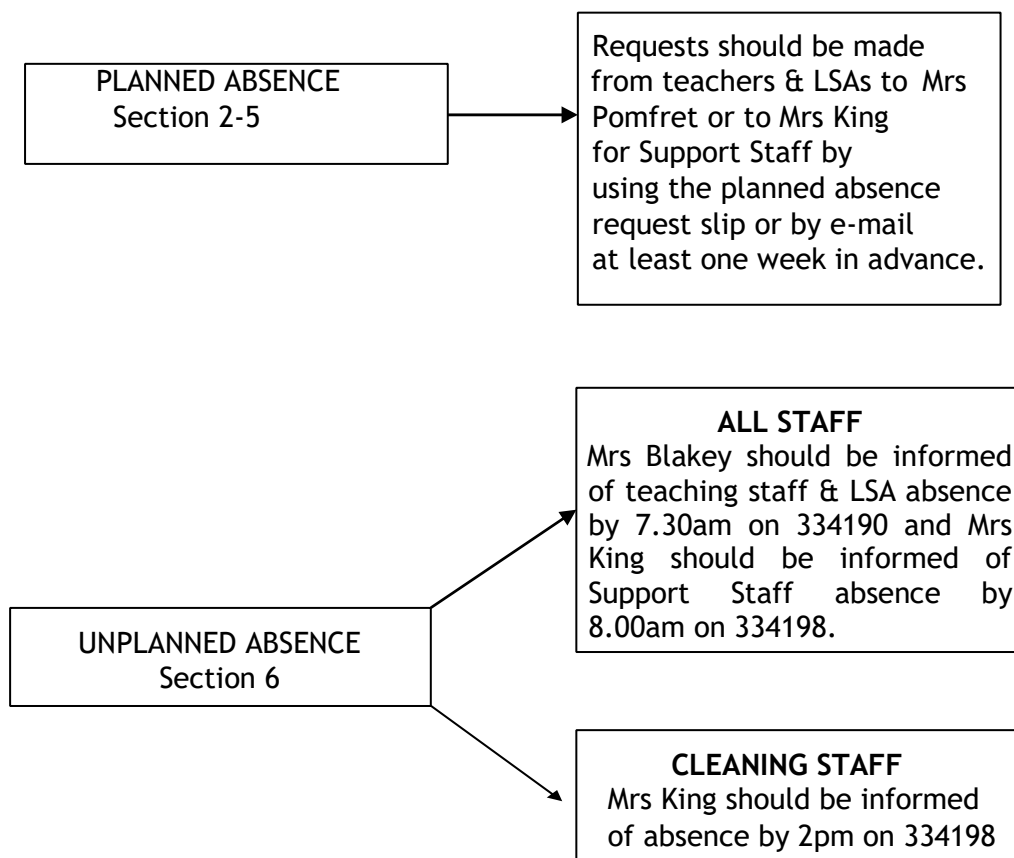 PLANNED ABSENCE
Section 2-5
Requests should be made
from teachers & LSAs to Mrs
Pomfret or to Mrs King
for Support Staff by
using the planned absence
request slip or by e-mail
at least one week in advance.
ALL STAFF
Mrs Blakey should be informed
of teaching staff & LSA absence
by 7.30am on 334190 and Mrs
King should be informed of
Support Staff absence by
8.00am on 334198.
UNPLANNED ABSENCE
Section 6
CLEANING STAFF
Mrs King should be informed
of absence by 2pm on 334198